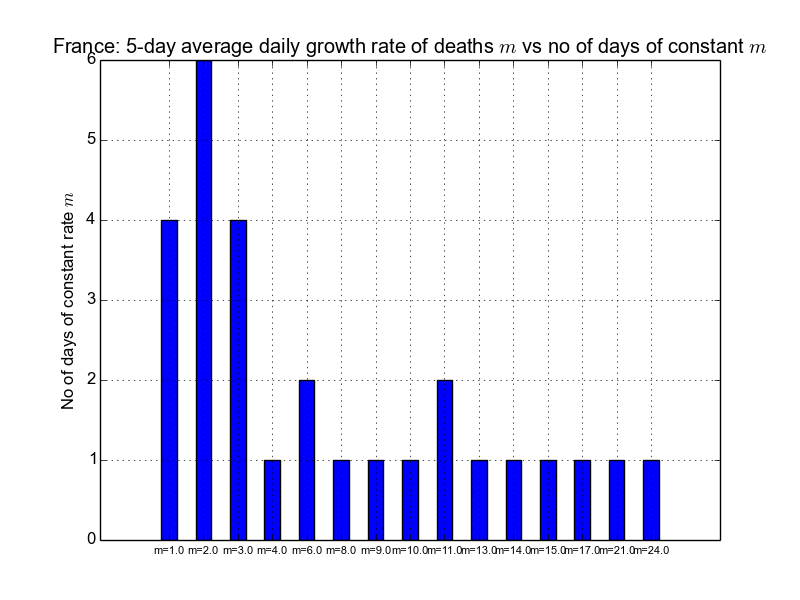 France: 5-day average daily growth rate of deaths m vs no of days of constant m
No of days of constant rate m
6
5
4
3
2
1
0
m=1.0 m=2.0 m=3.0 m=4.0 m=6.0 m=8.0 m=9.0 m=10.0 m=11.0 m=13.0 m=14.0 m=15.0 m=17.0 m=21.0 m=24.0